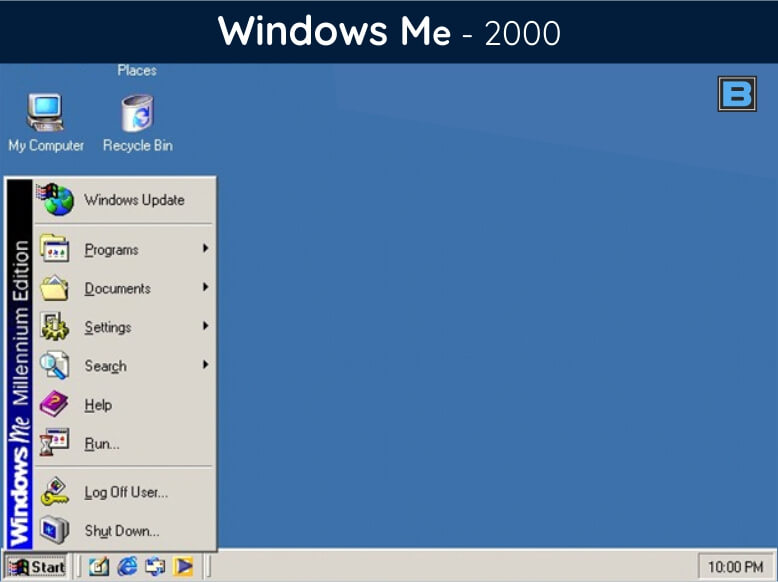 Windows Me - 2000
Places
B
My Computer
Recycle Bin
Windows Update
Programs
Documents
Settings
Search
Help
Run...
Log Off User...
Shut Down...
Windows Me Millennium Edition
Start
10:00 PM